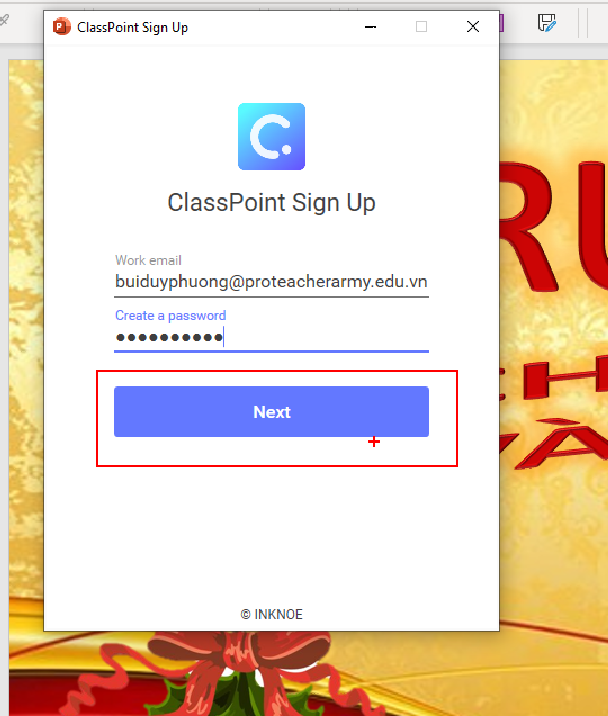 ClassPoint Sign Up
ClassPoint Sign Up
Work email
buiduyphuong@proteacherarmy.edu.vn
Create a password
Next
© INKNOE